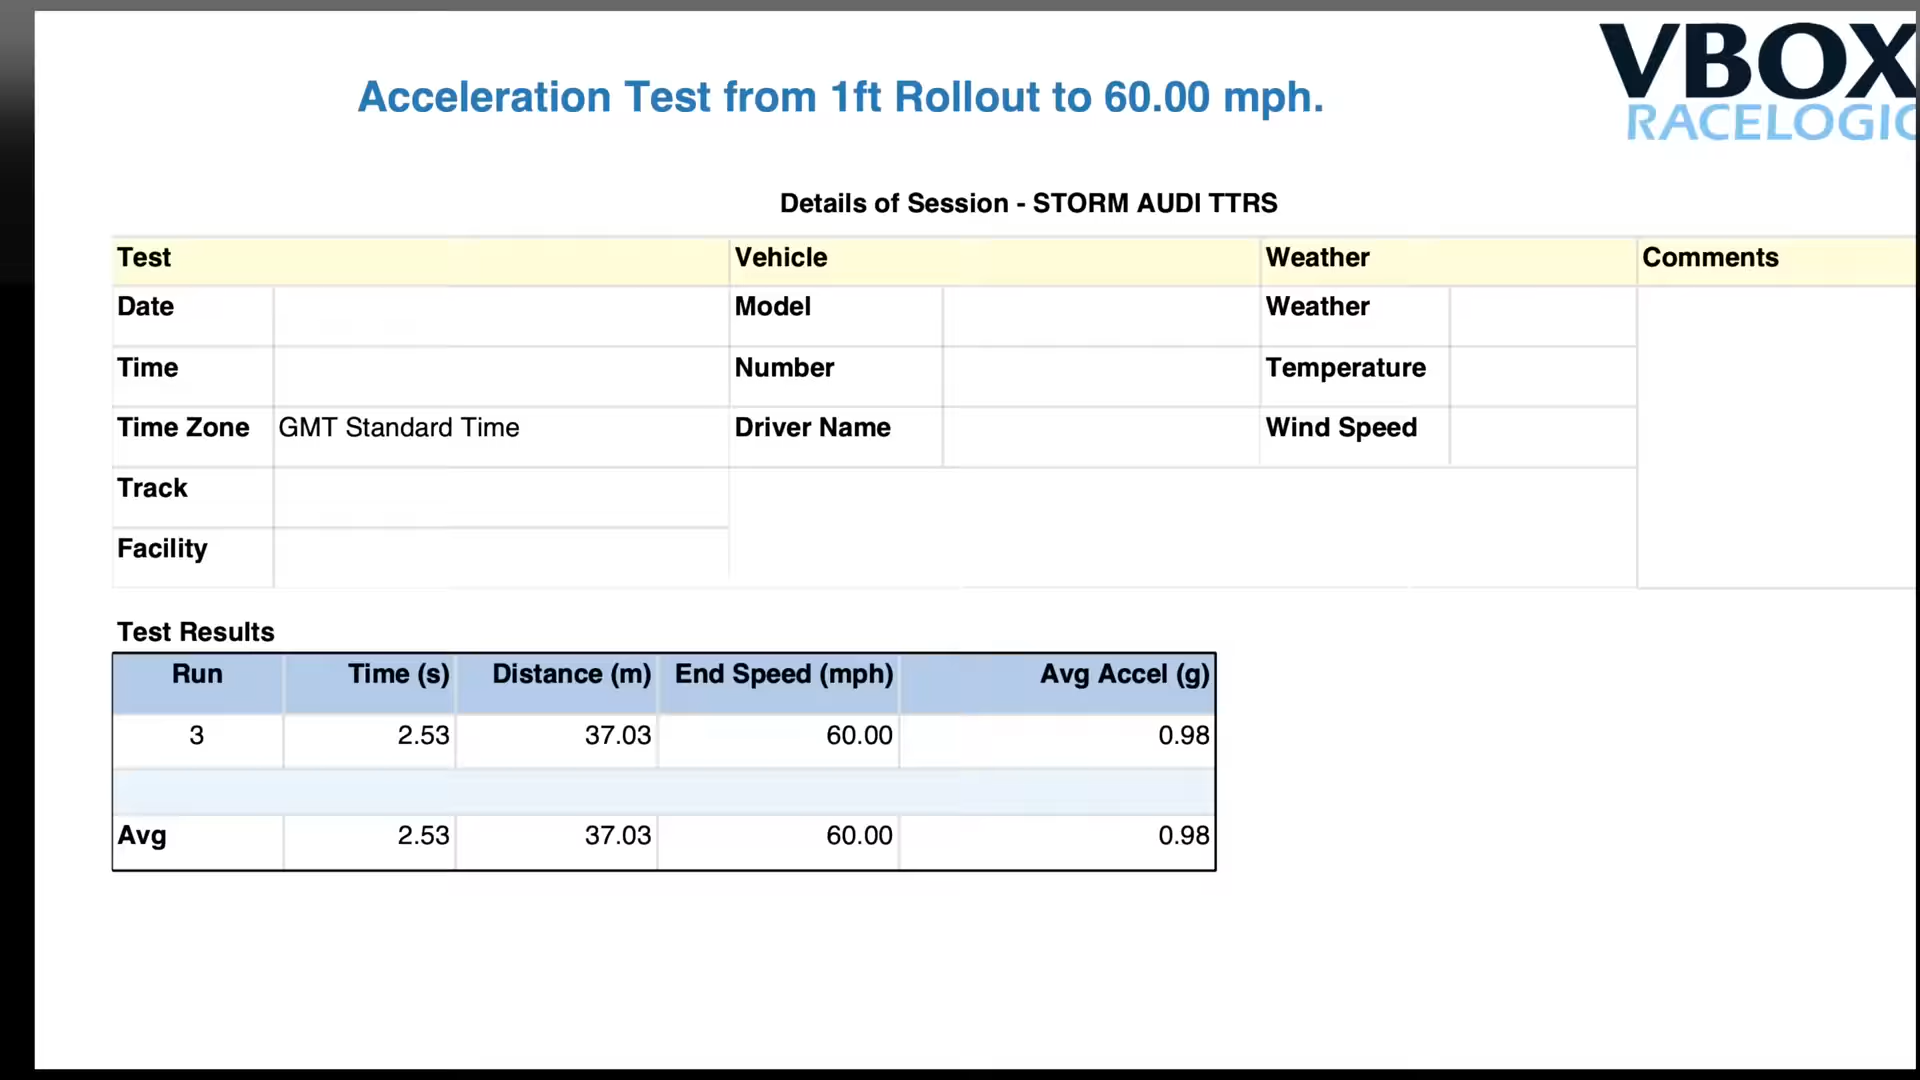 VBOX
RACELOGIC
Acceleration Test from 1ft Rollout to 60.00 mph.
Details of Session - STORM AUDI TTRS
Test Vehicle Weather Comments
Date Model Weather
Time Number Temperature
Time Zone GMT Standard Time Driver Name Wind Speed
Track
Facility
Test Results
Run Time (s) Distance (m) End Speed (mph) Avg Accel (g)
3 2.53 37.03 60.00 0.98
Avg 2.53 37.03 60.00 0.98